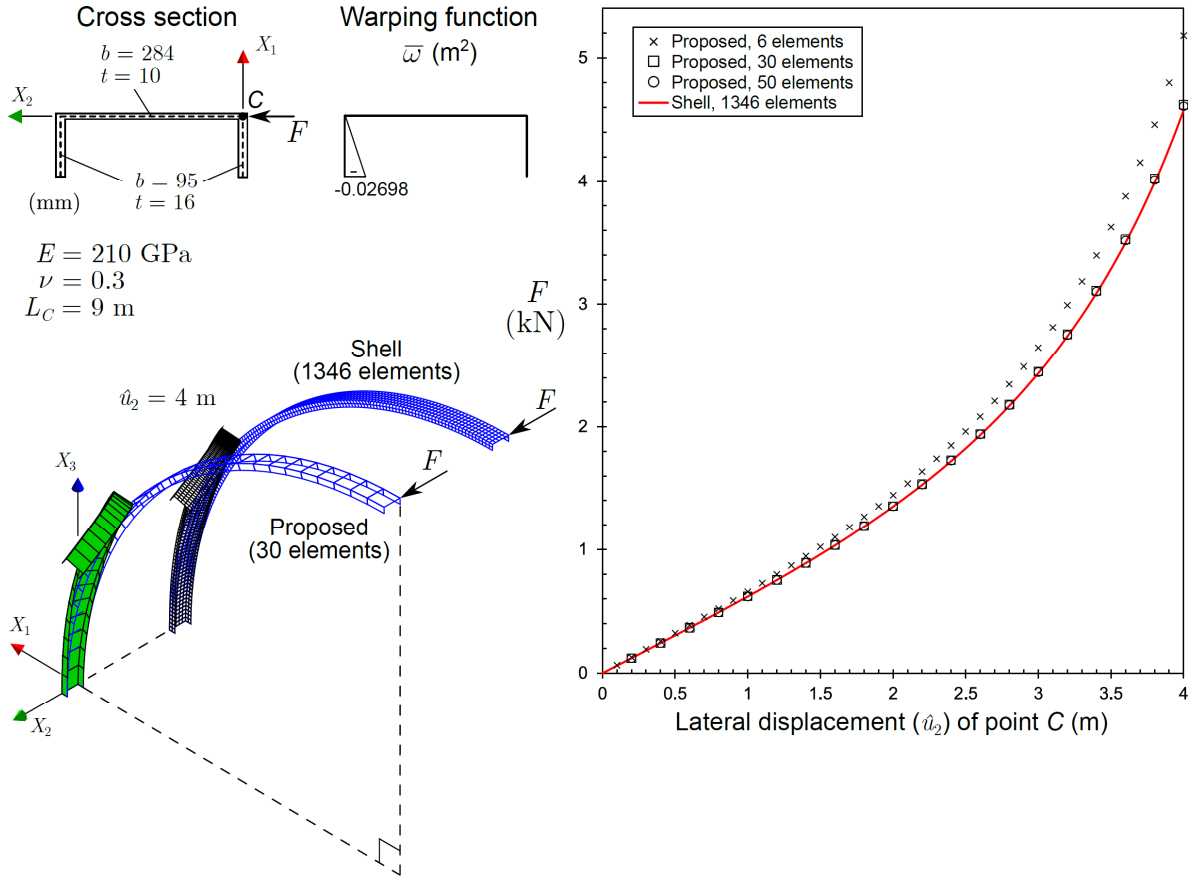 Cross section
b = 284
t = 10
X₁
X₂
C
F
b – 95
t = 16
(mm)
Warping function
ω̅ (m²)
-0.02698
E = 210 GPa
ν = 0.3
L_C = 9 m
F
(kN)
Shell
(1346 elements)
û₂ = 4 m
F
F
X₃
Proposed
(30 elements)
X₁
X₂
× Proposed, 6 elements
□ Proposed, 30 elements
○ Proposed, 50 elements
Shell, 1346 elements
5
4
3
2
1
0
0 0.5 1 1.5 2 2.5 3 3.5 4
Lateral displacement (û₂) of point C (m)